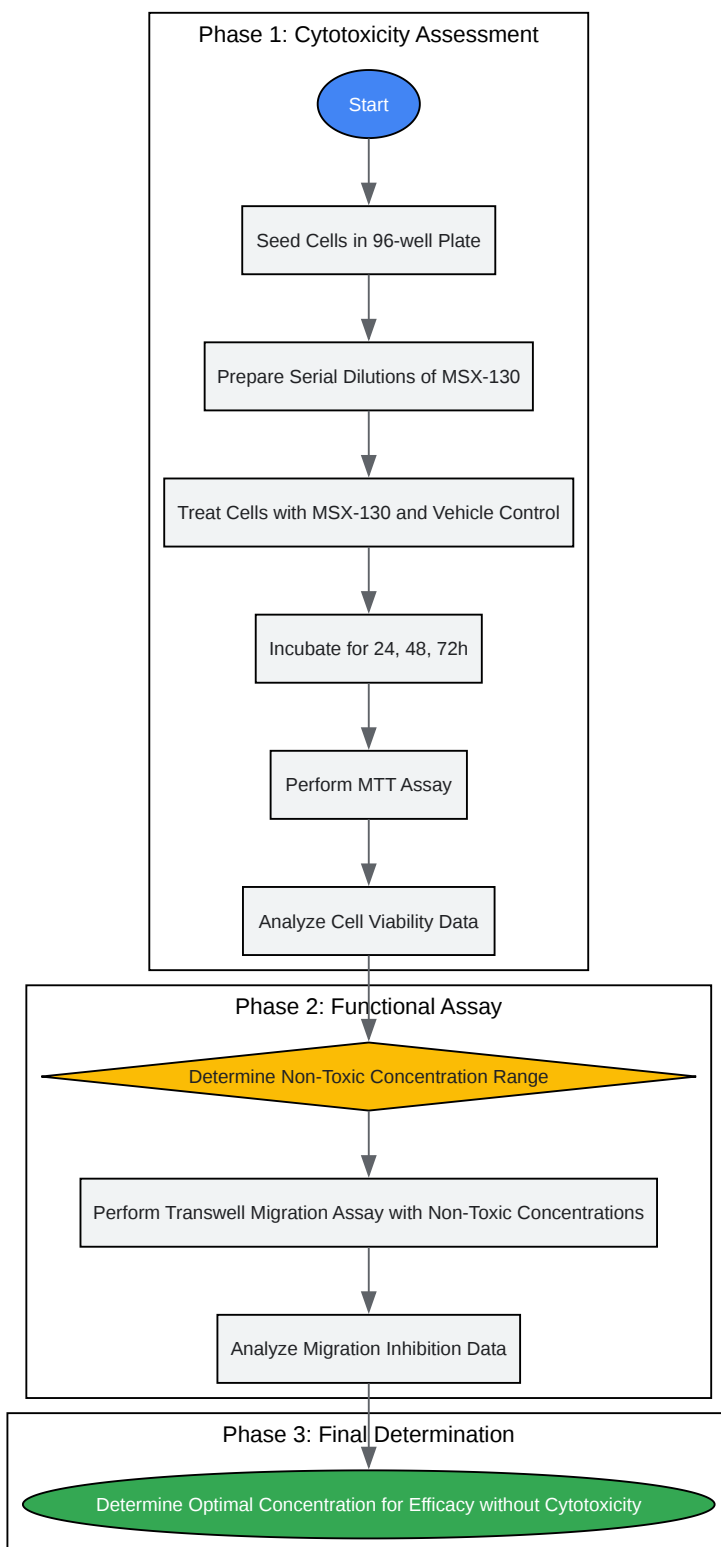 Phase 1: Cytotoxicity Assessment
Start
Seed Cells in 96-well Plate
Prepare Serial Dilutions of MSX-130
Treat Cells with MSX-130 and Vehicle Control
Incubate for 24, 48, 72h
Perform MTT Assay
Analyze Cell Viability Data
Phase 2: Functional Assay
Determine Non-Toxic Concentration Range
Perform Transwell Migration Assay with Non-Toxic Concentrations
Analyze Migration Inhibition Data
Phase 3: Final Determination
Determine Optimal Concentration for Efficacy without Cytotoxicity